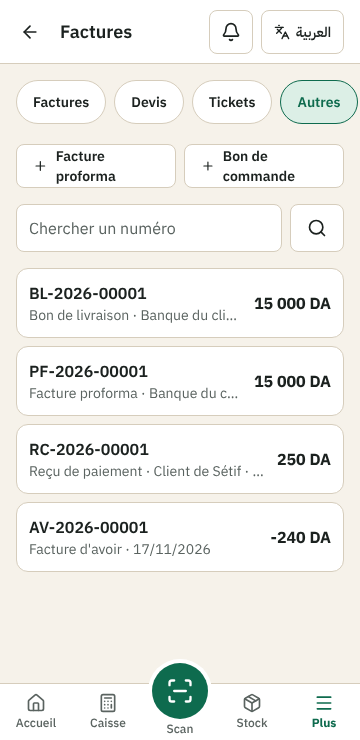 Factures
العربية
Factures
Devis
Tickets
Autres
Facture
proforma
Bon de
commande
Chercher un numéro
BL-2026-00001
Bon de livraison · Banque du cli...
15 000 DA
PF-2026-00001
Facture proforma · Banque du c...
15 000 DA
RC-2026-00001
Reçu de paiement · Client de Sétif · ...
250 DA
AV-2026-00001
Facture d'avoir · 17/11/2026
-240 DA
Accueil
Caisse
Scan
Stock
Plus